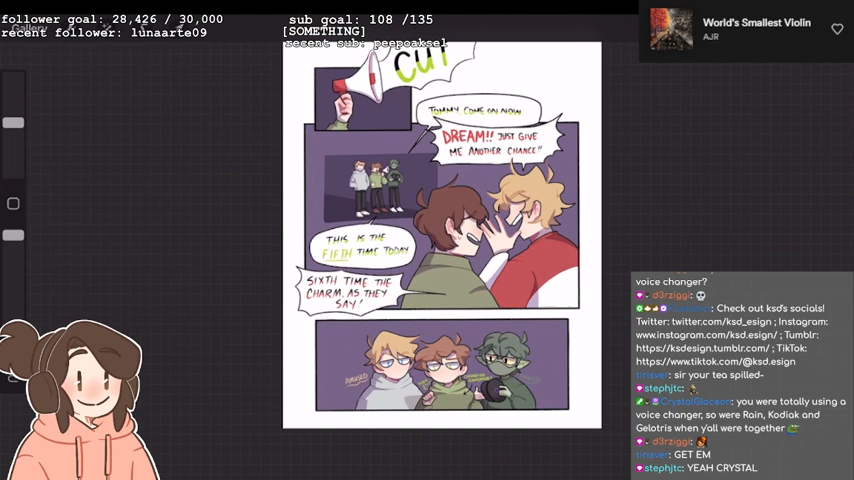 follower goal: 28,426 / 30,000
sub goal: 108 /135
recent follower: lunaarte09
[SOMETHING]
recent sub: peepoaksel
Gallery
World's Smallest Violin
AJR
CUT
TOMMY, COME ON NOW.
DREAM!! JUST GIVE
ME ANOTHER CHANCE"
THIS IS THE
FIFTH TIME TODAY
SIXTH TIME THE
CHARM, AS THEY
SAY!
AMUSED
voice changer?
d3rziggi:
Check out ksd's socials!
Twitter: twitter.com/ksd_esign ; Instagram:
www.instagram.com/ksd.esign/ ; Tumblr:
https://ksdesign.tumblr.com/ ; TikTok:
https://www.tiktok.com/@ksd.esign
tirisver: sir your tea spilled-
stephjtc:
CrystalGlaceon: you were totally using a
voice changer, so were Rain, Kodiak and
Gelotris when y'all were together
d3rziggi:
tirisver: GET EM
stephjtc: YEAH CRYSTAL